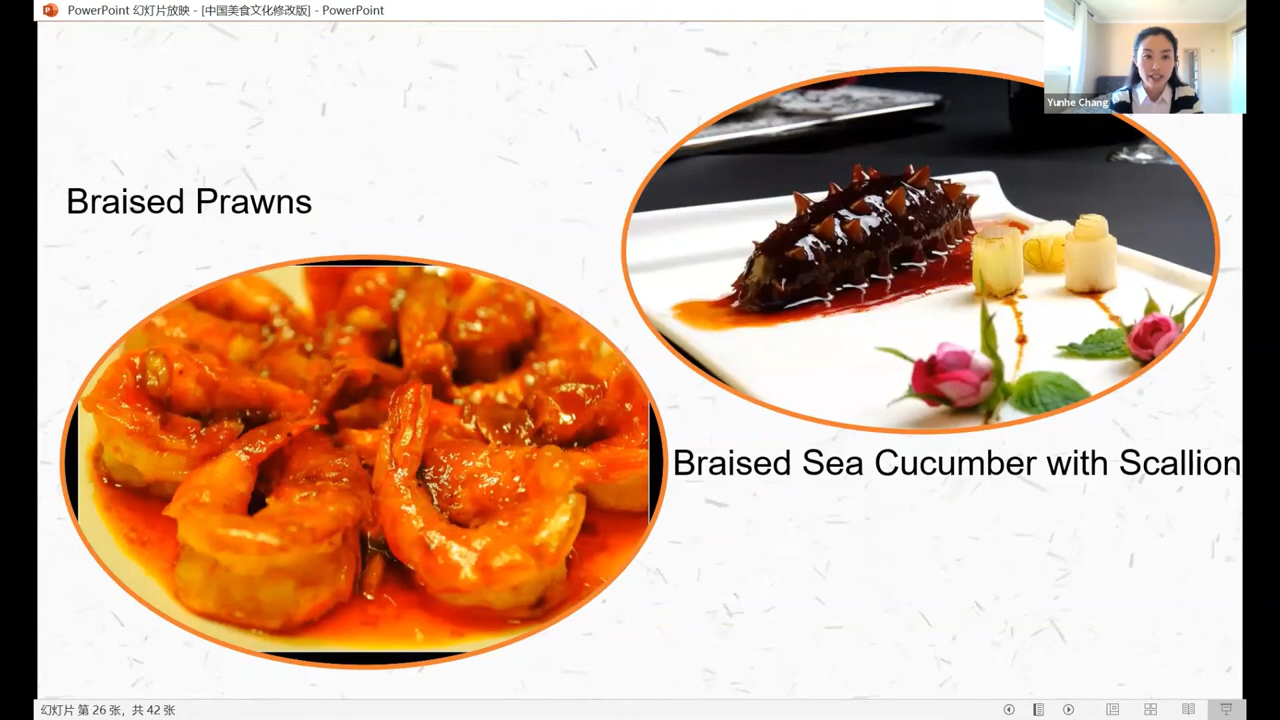 PowerPoint 幻灯片放映 - [中国美食文化修改版] - PowerPoint
Yunhe Chang
Braised Prawns
Braised Sea Cucumber with Scallion
幻灯片 第 26 张，共 42 张